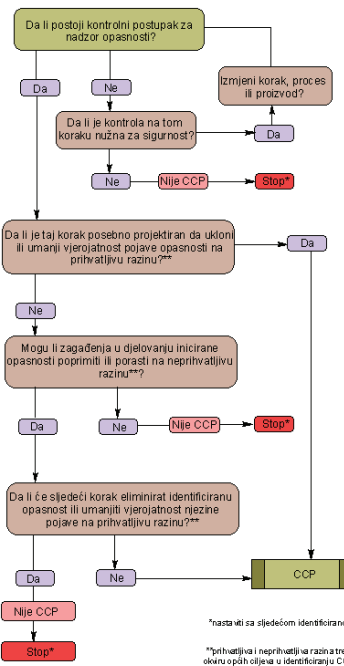 Da li postoji kontrolni postupak za
nadzor opasnosti?
Da
Ne
Izmjeni korak, proces
ili proizvod?
Da li je kontrola na tom
koraku nužna za sigurnost?
Da
Ne
Nije CCP
Stop*
Da li je taj korak posebno projektiran da ukloni
ili umanji vjerojatnost pojave opasnosti na
prihvatljivu razinu?**
Da
Ne
Mogu li zagađenja u djelovanju inicirane
opasnosti poprimiti ili porasti na neprihvatljivu
razinu**?
Da
Ne
Nije CCP
Stop*
Da li će sljedeći korak eliminirat identificiranu
opasnost ili umanjiti vjerojatnost njezine
pojave na prihvatljivu razinu?**
Da
Ne
CCP
Nije CCP
Stop*
*nastaviti sa sljedećom identificirano
**prihvatljiva i neprihvatljiva razina tre
okviru općih ciljeva u identificiranju C